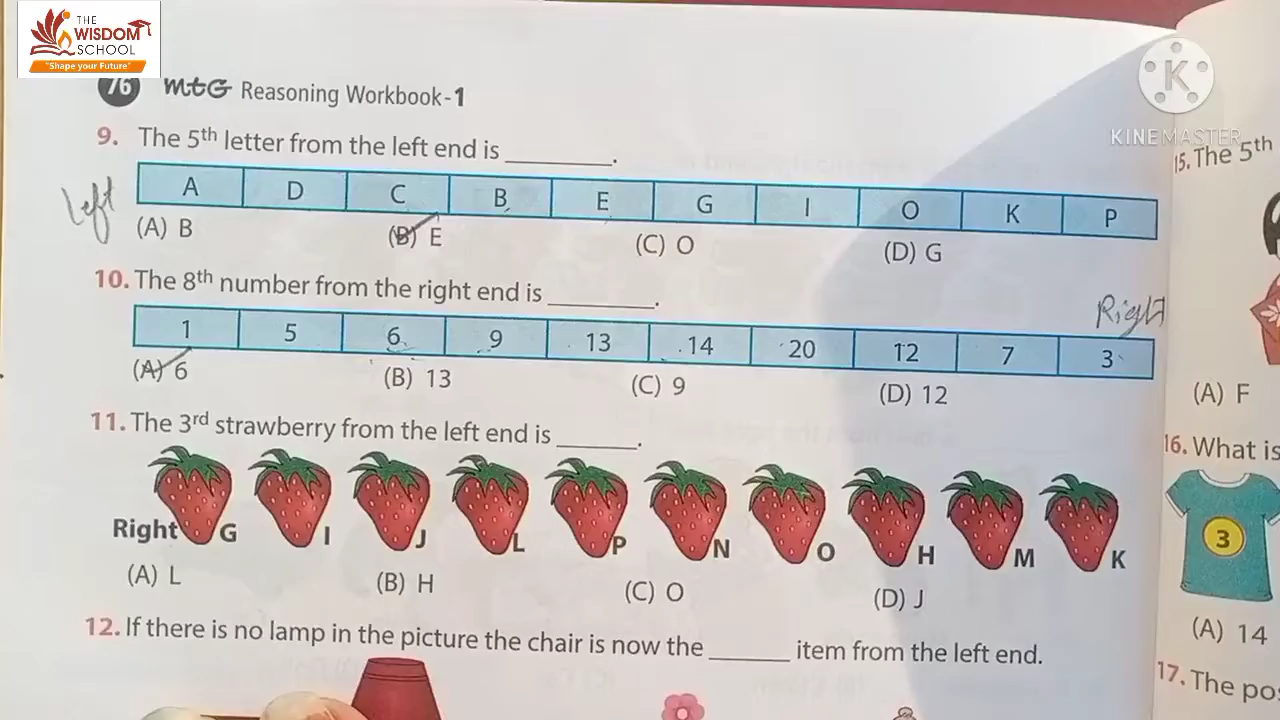 THE
WISDOM
SCHOOL
"Shape your Future"
KINEMASTER
76 mtG Reasoning Workbook-1
9. The 5th letter from the left end is ________.
left
A D C B E G I O K P
(A) B (B) E (C) O (D) G
10. The 8th number from the right end is ________.
Right
1 5 6 9 13 14 20 12 7 3
(A) 6 (B) 13 (C) 9 (D) 12
11. The 3rd strawberry from the left end is ______.
Right G I J L P N O H M K
(A) L (B) H (C) O (D) J
12. If there is no lamp in the picture the chair is now the ______ item from the left end.
15. The 5th
(A) F
16. What is
3
(A) 14
17. The